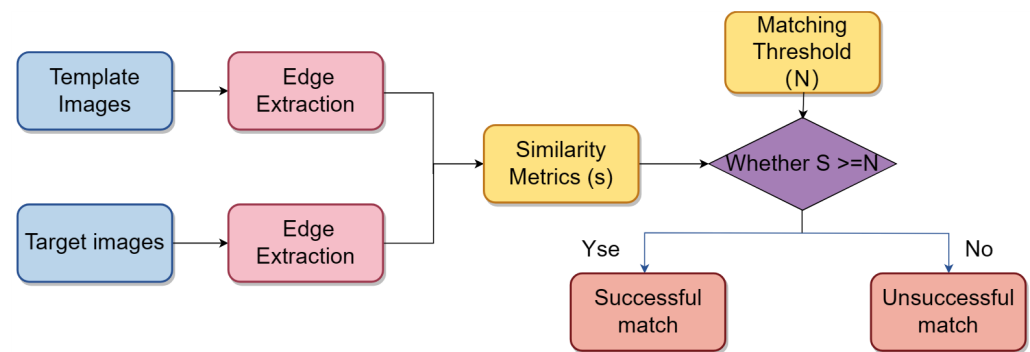 Template
Images
Edge
Extraction
Matching
Threshold
(N)
Similarity
Metrics (s)
Whether S >=N
Target images
Edge
Extraction
Yse
No
Successful
match
Unsuccessful
match